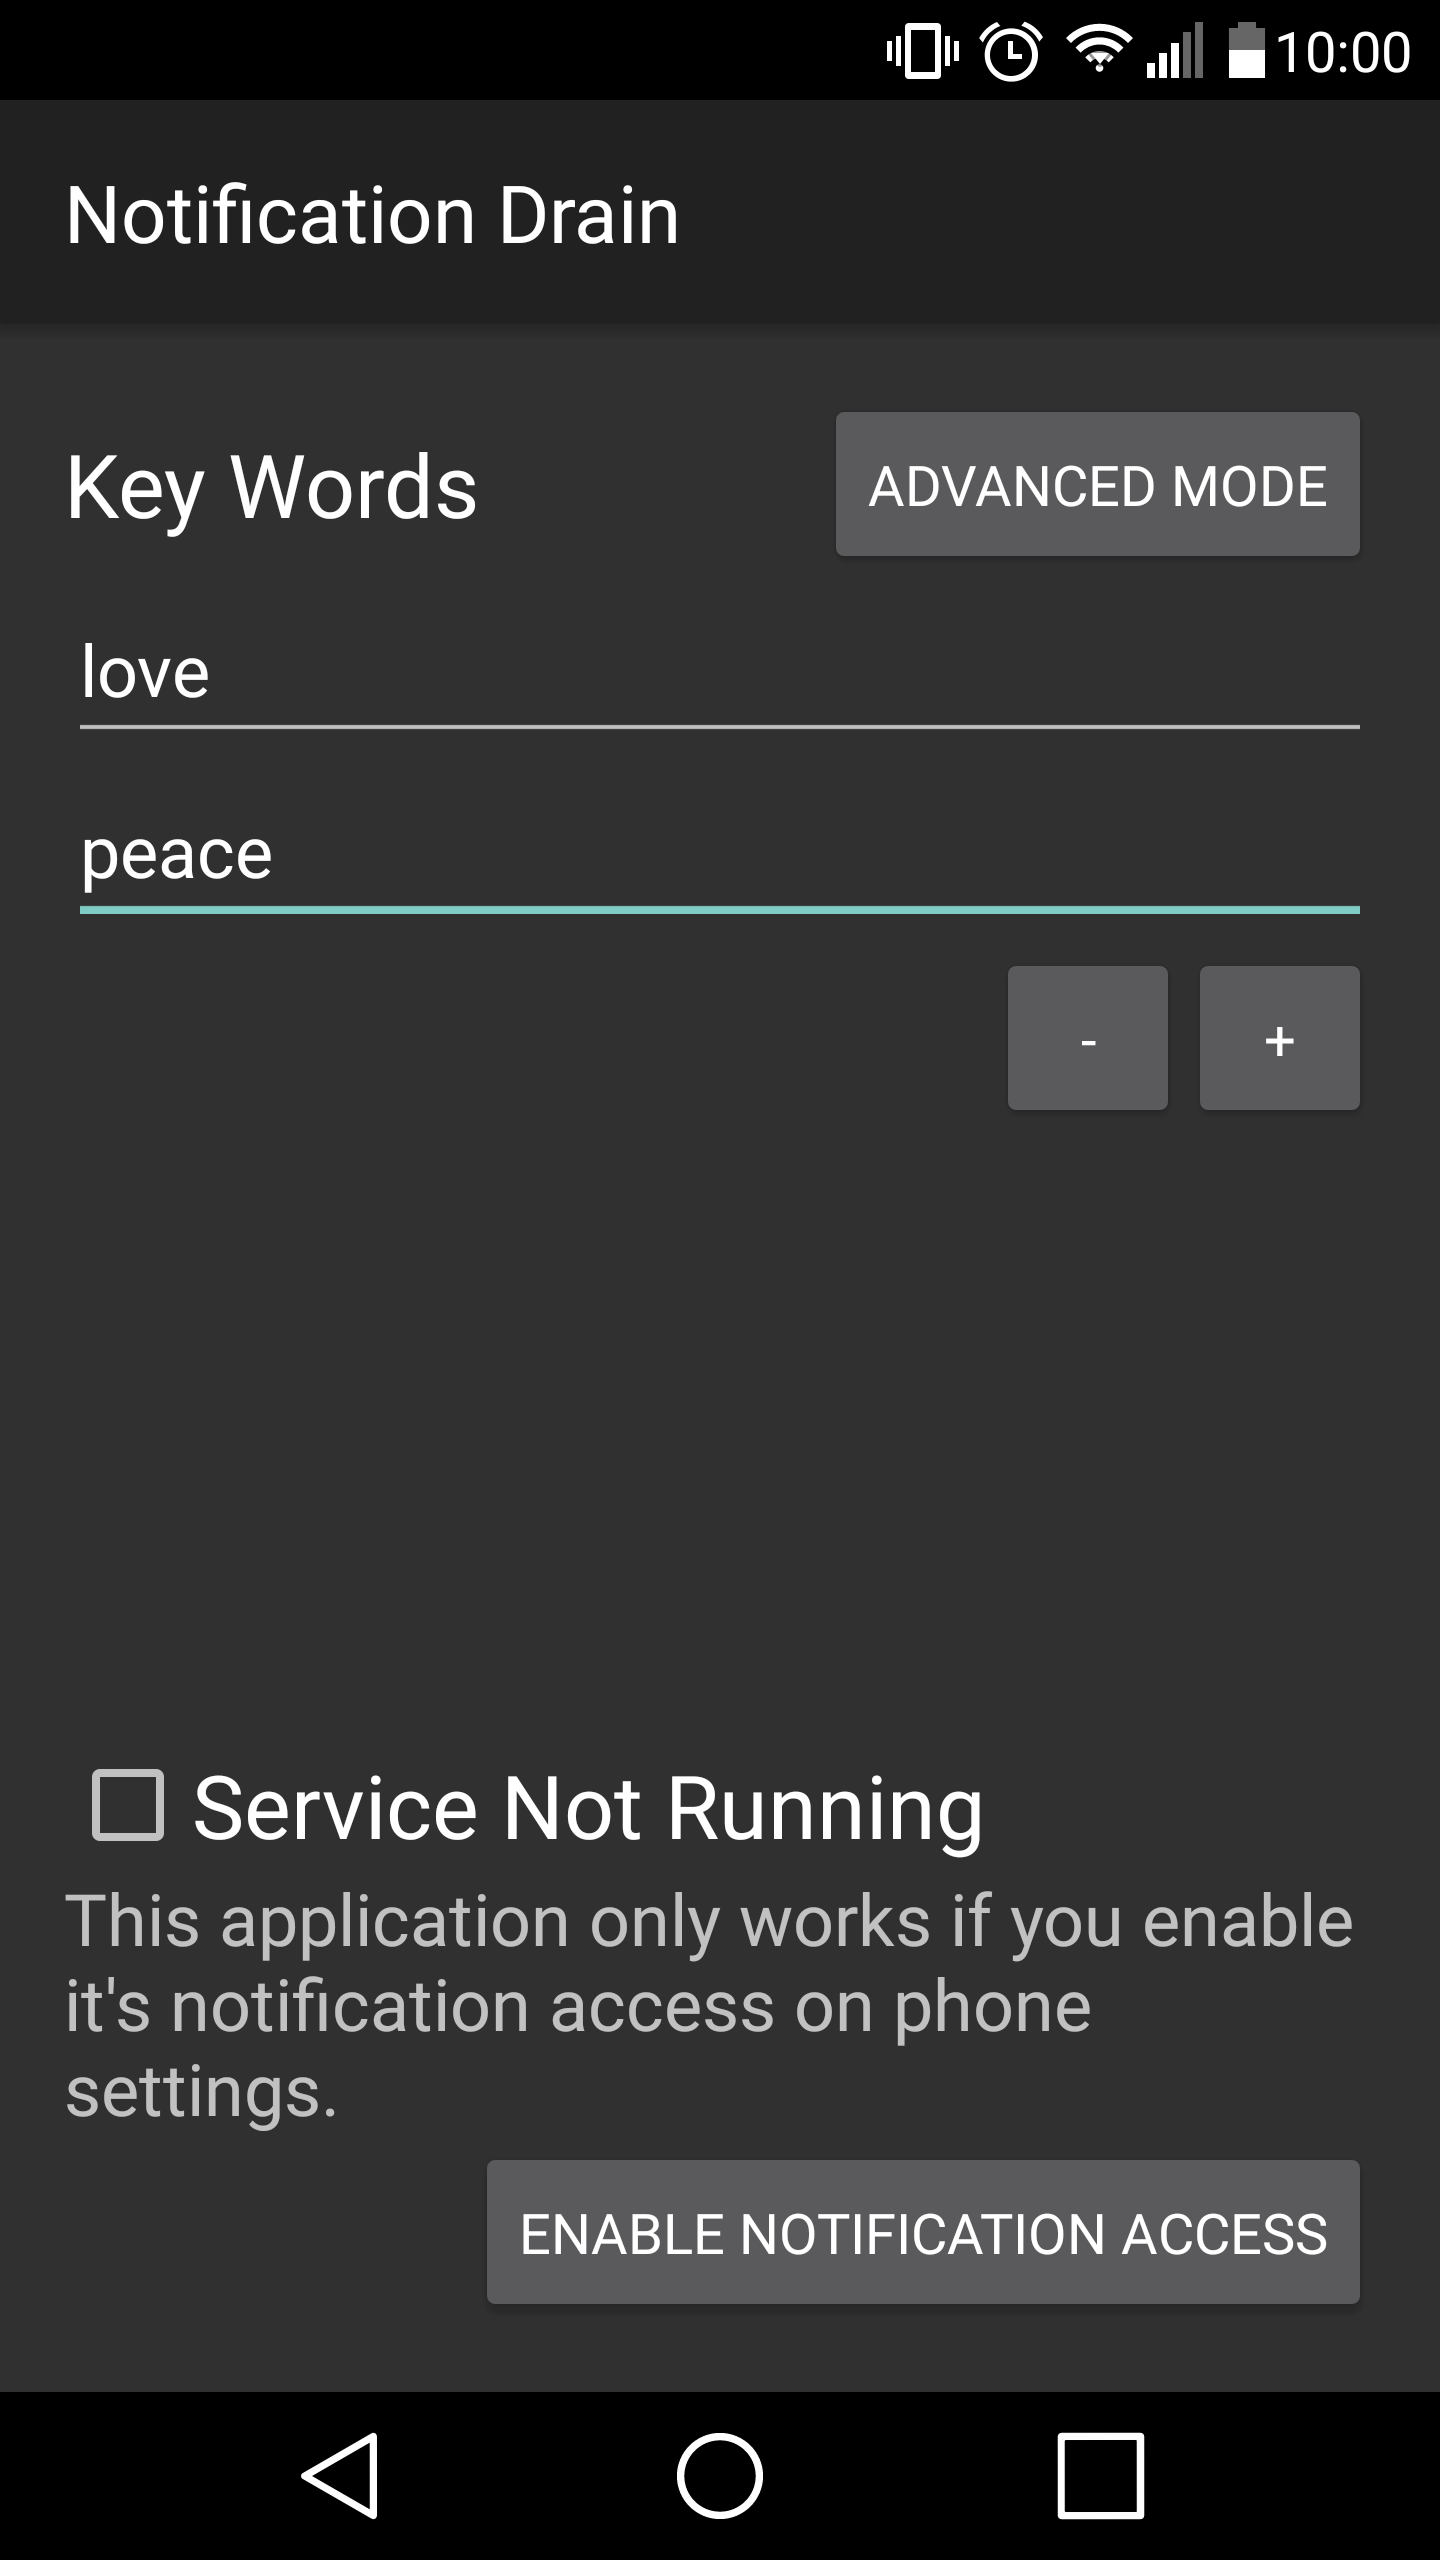 10:00
Notification Drain
Key Words
ADVANCED MODE
love
peace
- +
Service Not Running
This application only works if you enable
it's notification access on phone
settings.
ENABLE NOTIFICATION ACCESS